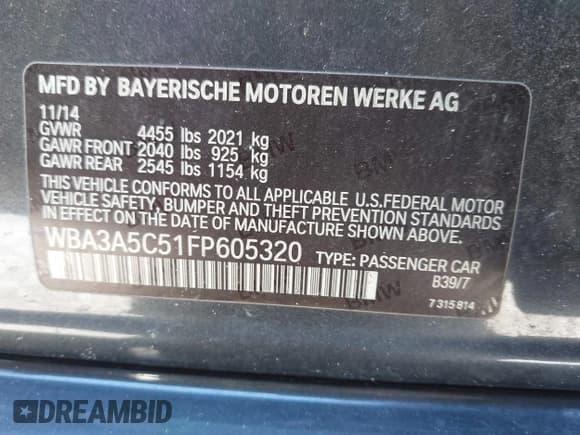 MFD BY BAYERISCHE MOTOREN WERKE AG
11/14
GVWR 4455 lbs 2021 kg
GAWR FRONT 2040 lbs 925 kg
GAWR REAR 2545 lbs 1154 kg
THIS VEHICLE CONFORMS TO ALL APPLICABLE U.S.FEDERAL MOTOR
VEHICLE SAFETY, BUMPER AND THEFT PREVENTION STANDARDS
IN EFFECT ON THE DATE OF MANUFACTURE SHOWN ABOVE.
WBA3A5C51FP605320 TYPE: PASSENGER CAR
B39/7
7 315 814
DREAMBID